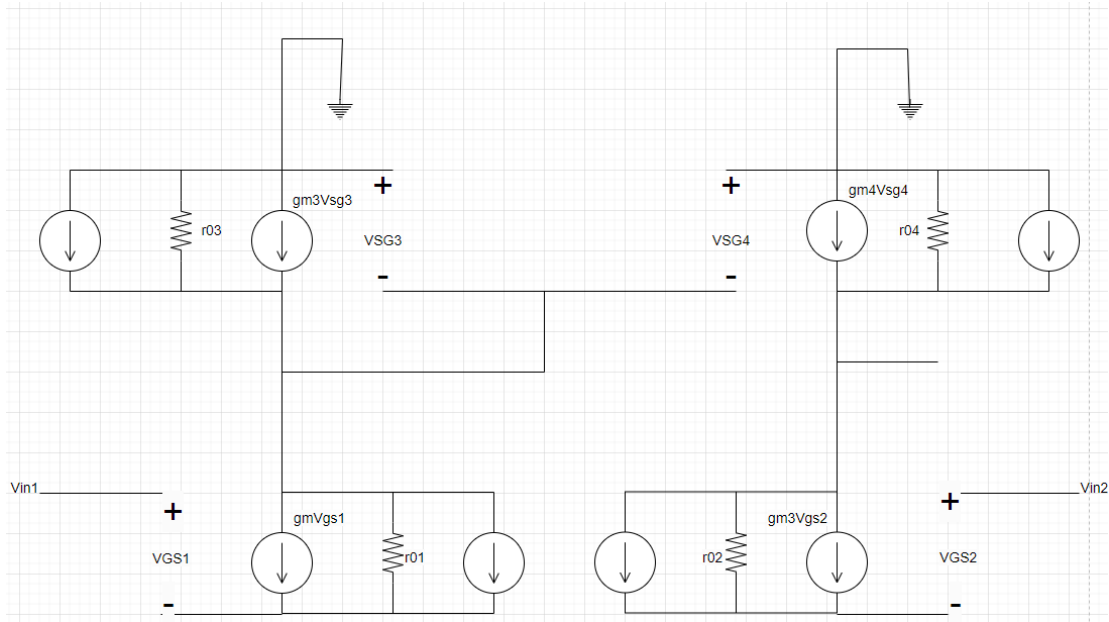 gm3Vsg3
gm4Vsg4
+
+
r03
VSG3
VSG4
r04
-
-
Vin1
Vin2
+
+
gmVgs1
gm3Vgs2
VGS1
r01
r02
VGS2
-
-